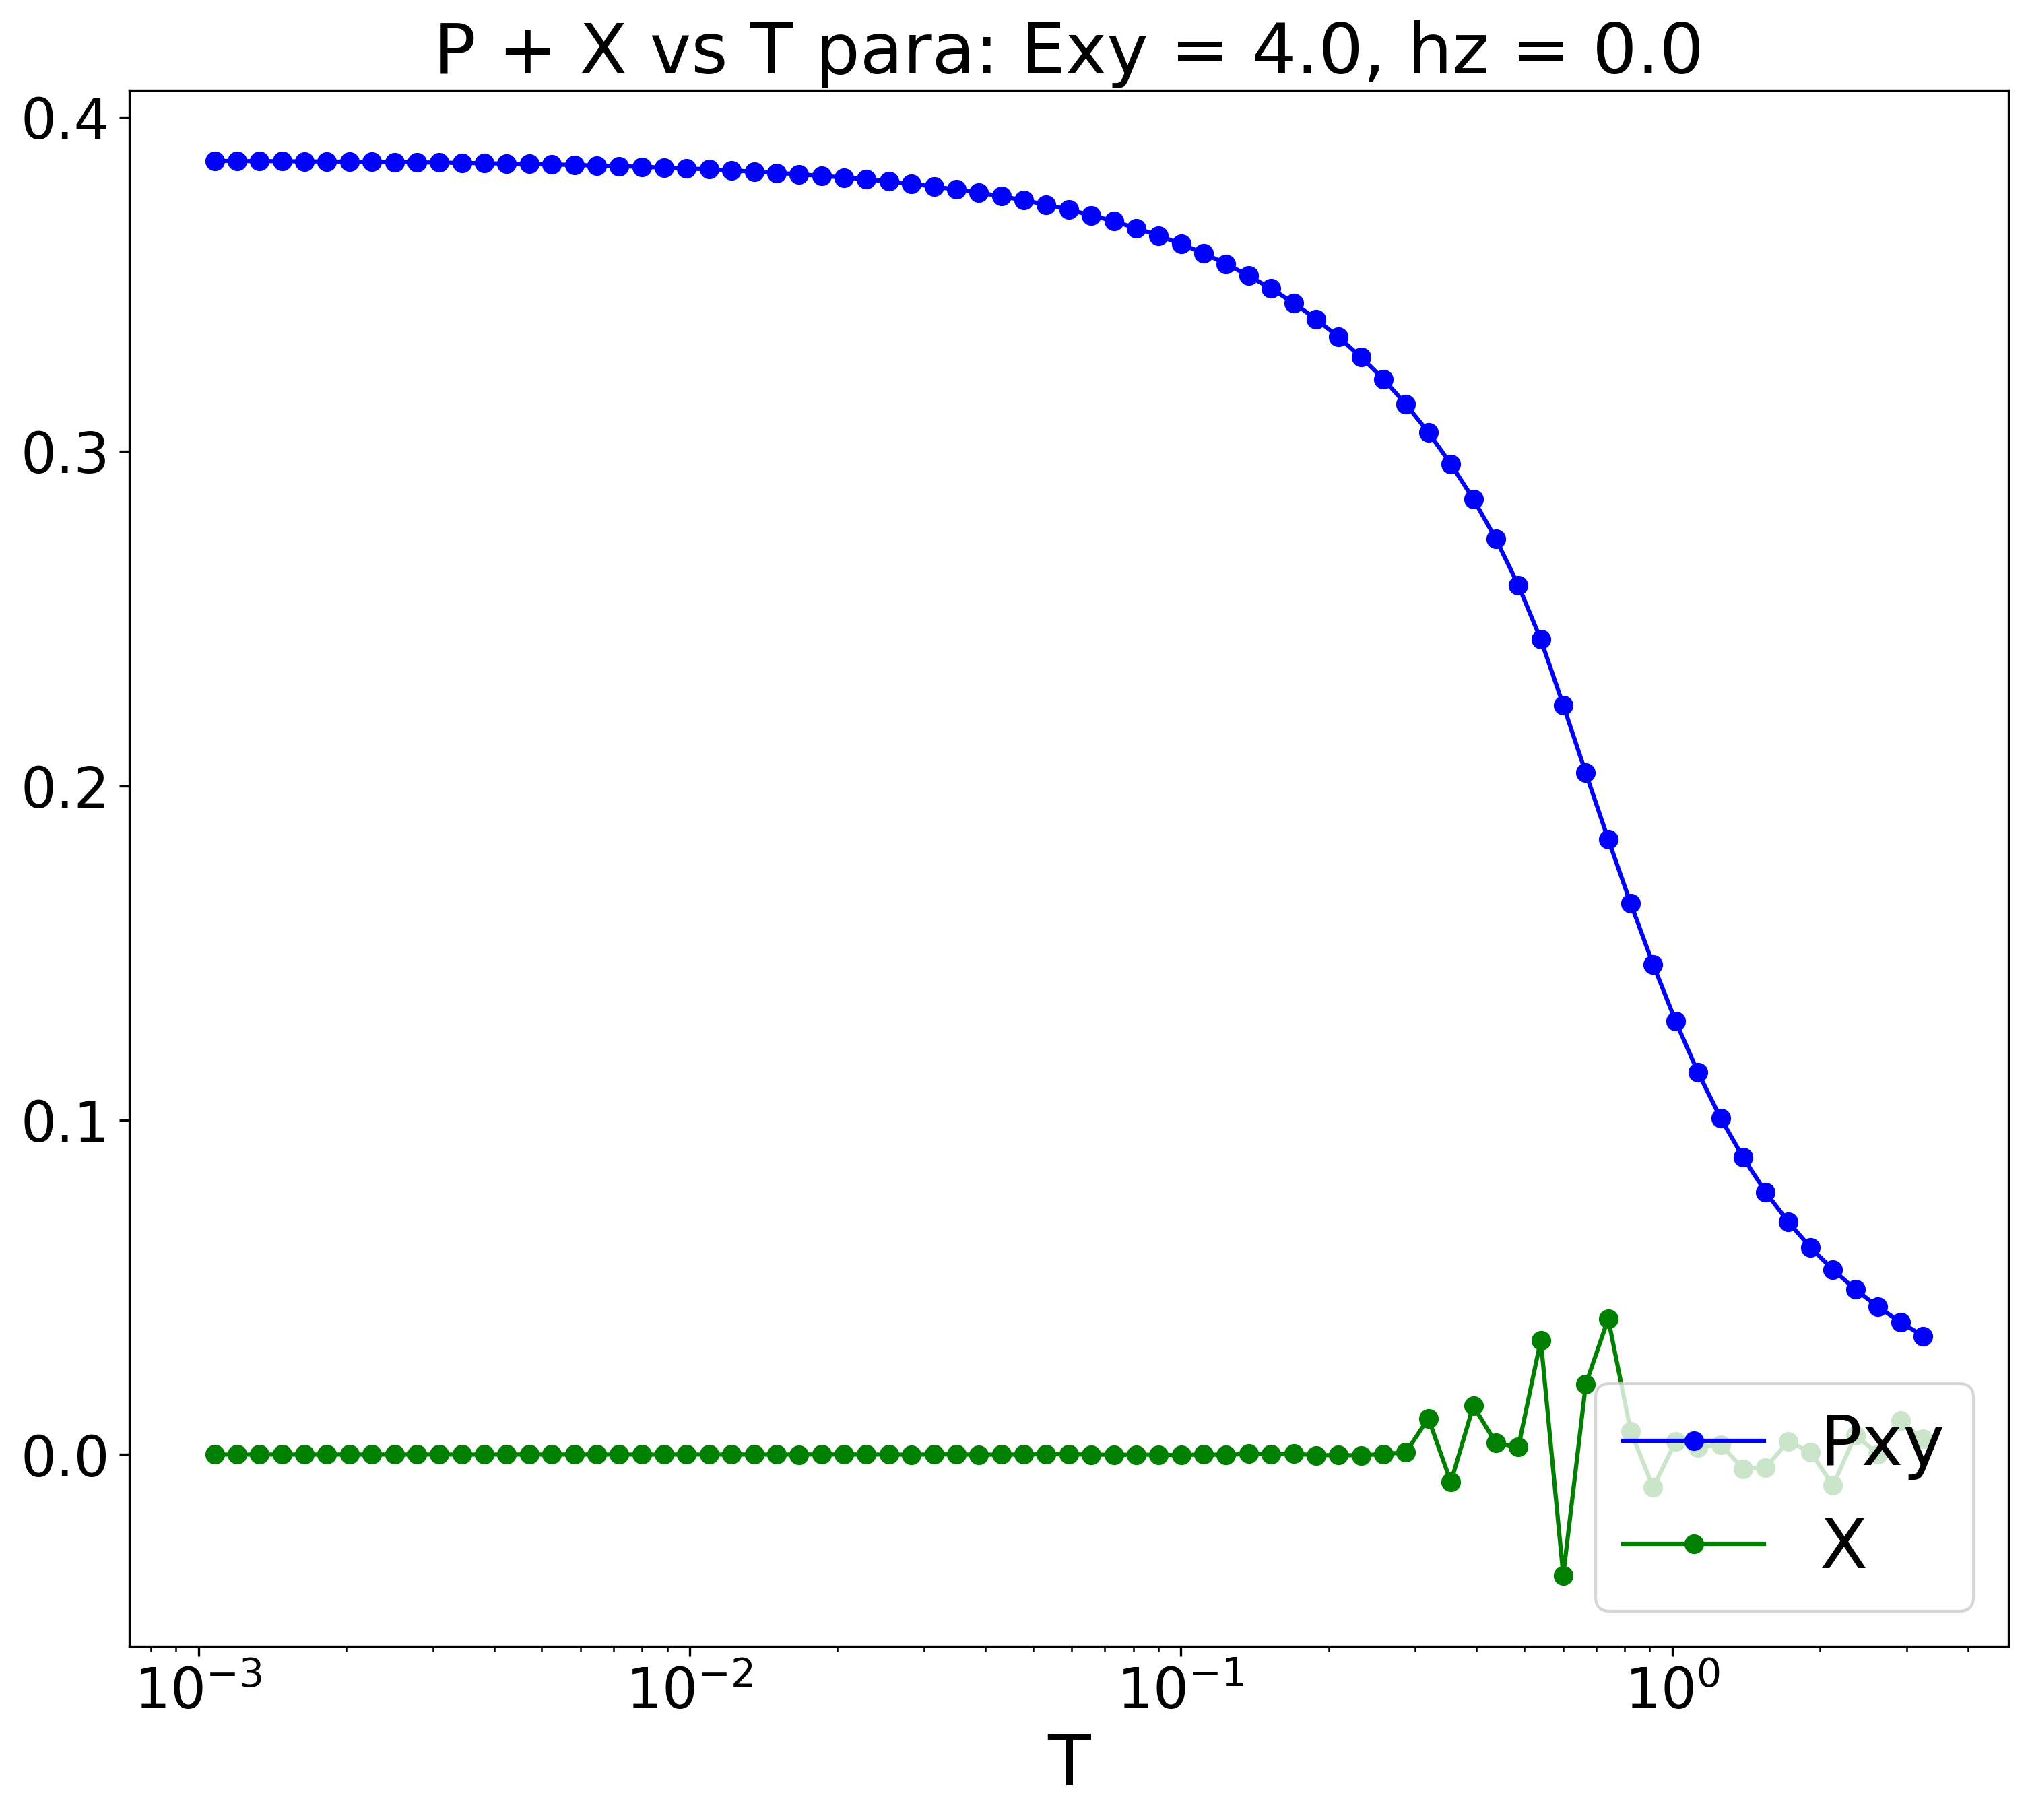 P + X vs T para: Exy = 4.0, hz = 0.0
0.4
0.3
0.2
0.1
0.0
Pxy
X
10⁻³ 10⁻² 10⁻¹ 10⁰
T